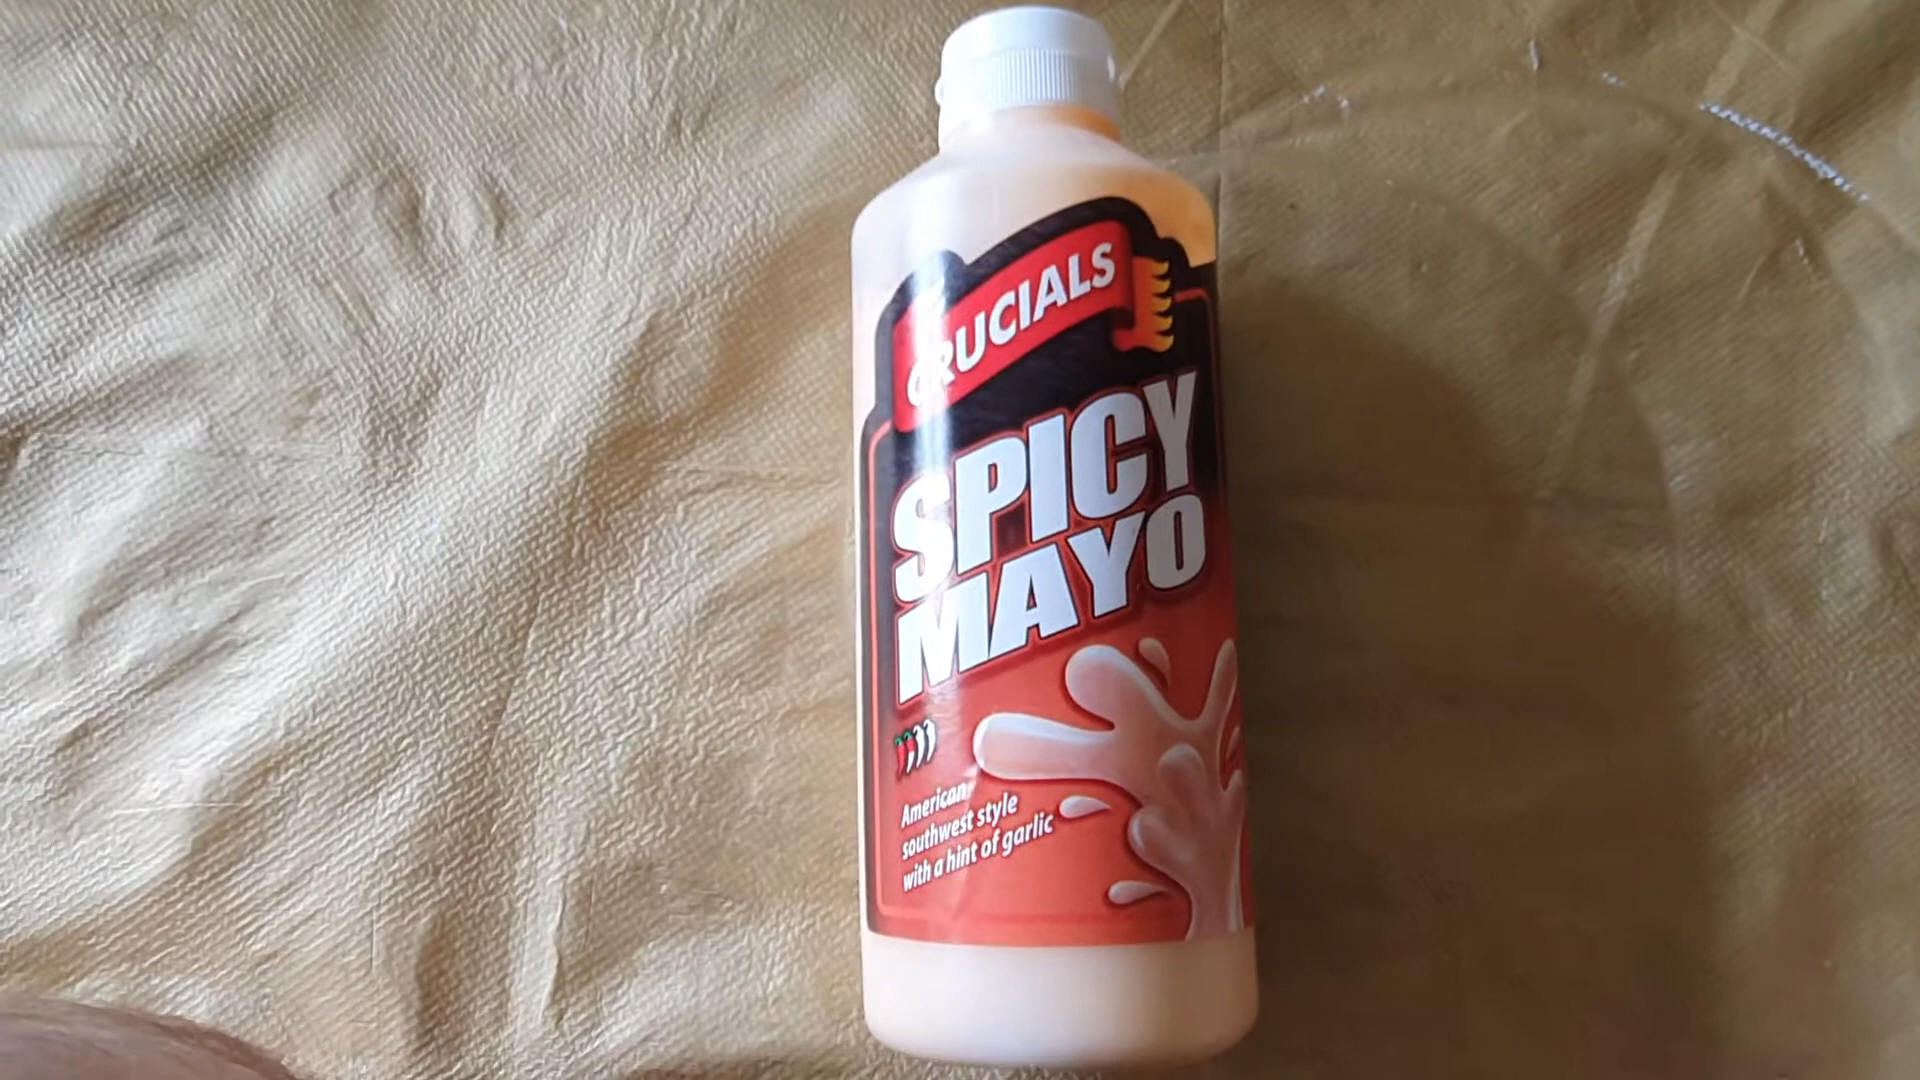 CRUCIALS
SPICY
MAYO
American
southwest style
with a hint of garlic